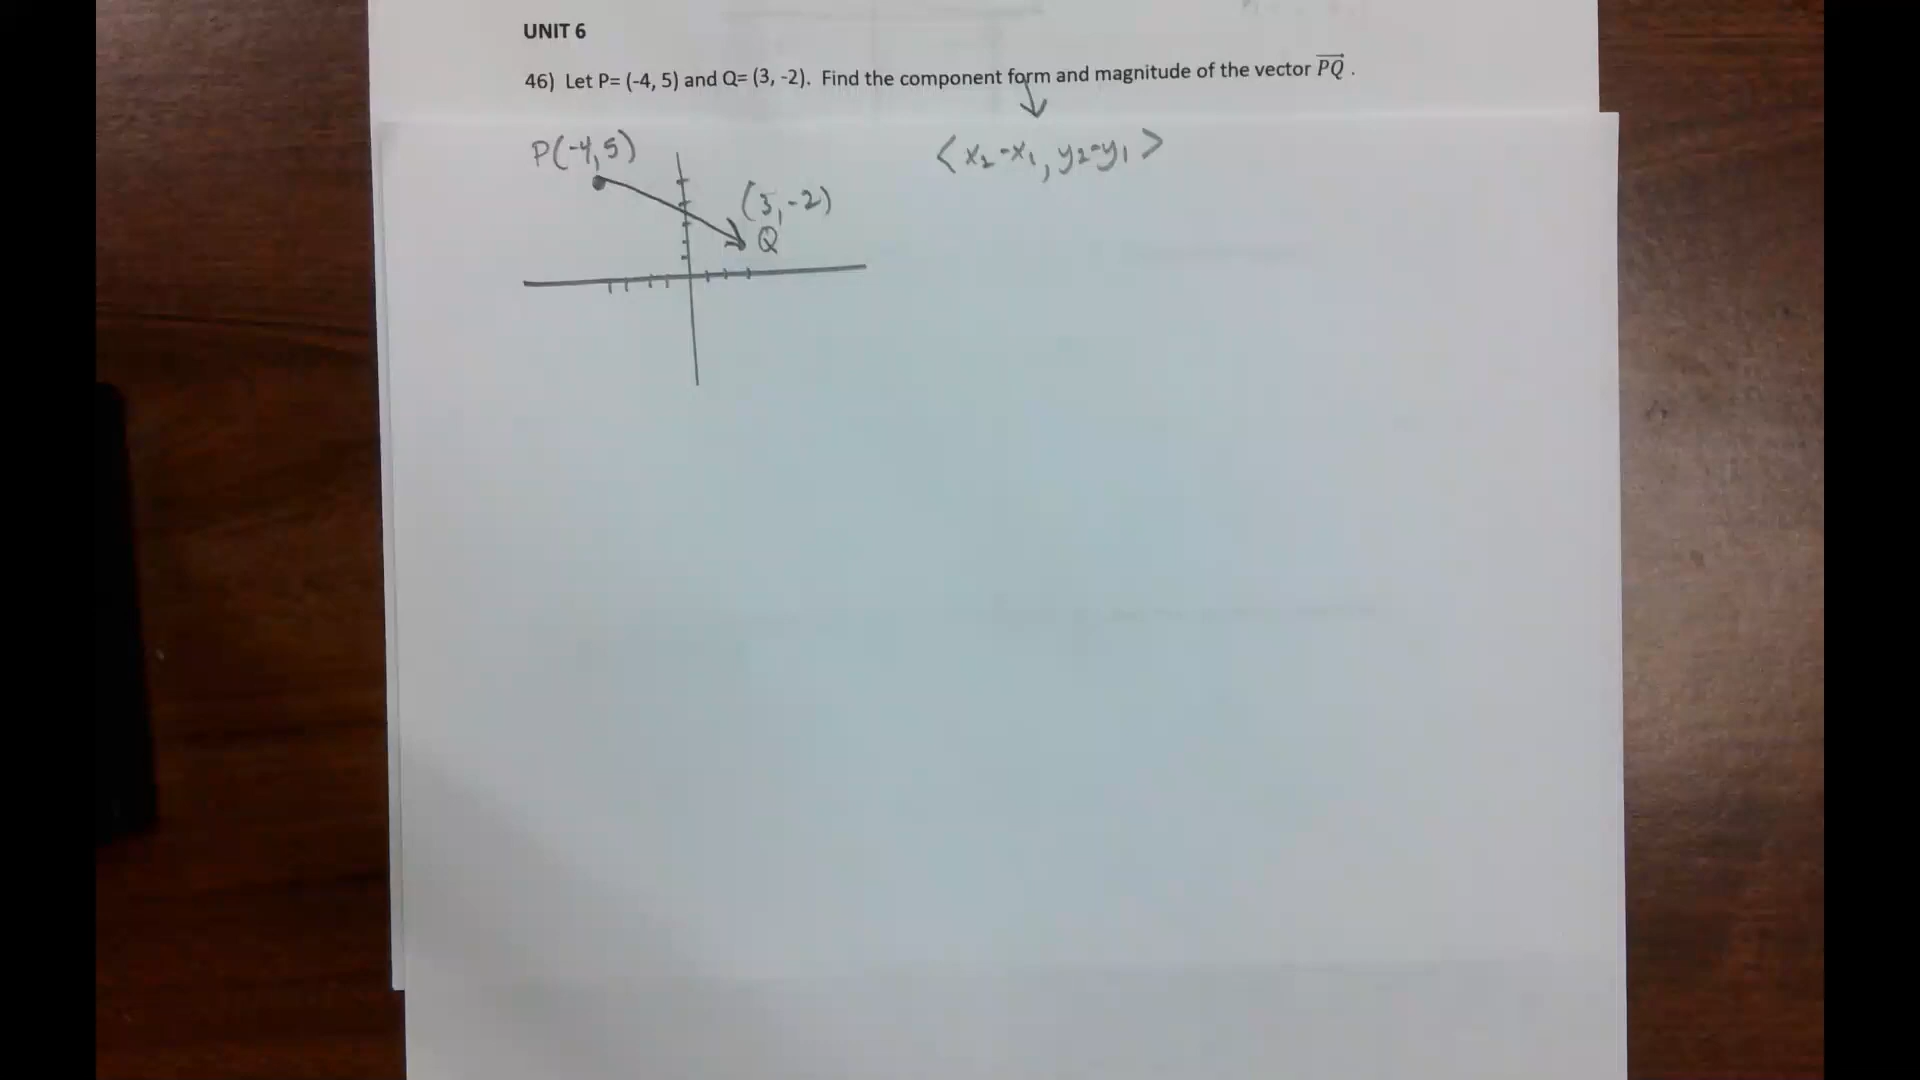 UNIT 6
46) Let P= (-4, 5) and Q= (3, -2). Find the component form and magnitude of the vector \overrightarrow{PQ} .
P(-4,5)
<x₂-x₁, y₂-y₁>
(3,-2)
Q